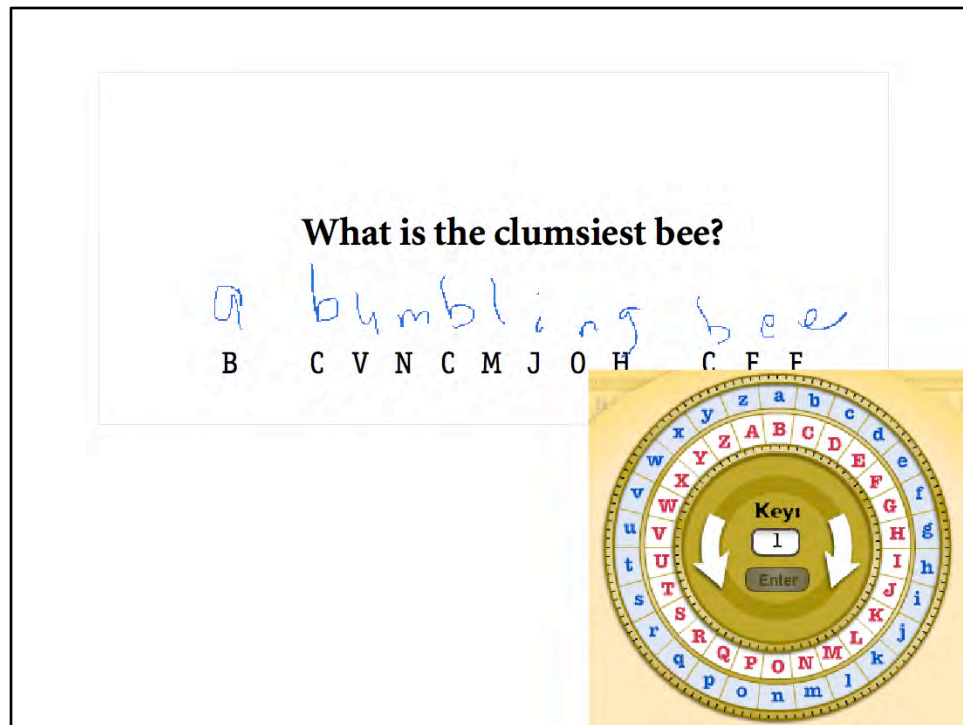 What is the clumsiest bee?
a bumbling bee
B C V N C M J O H C F F
a b c d e f g h i j k l m n o p q r s t u v w x y z
B C D E F G H I J K L M N O P Q R S T U V W X Y Z A
Key:
1
Enter